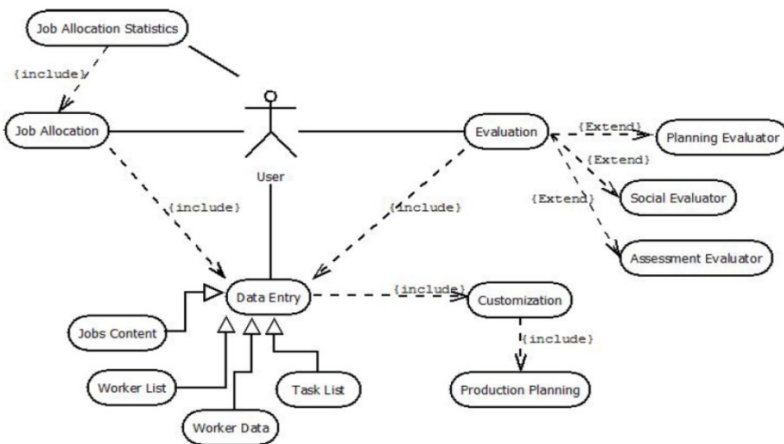 Job Allocation Statistics
{include}
Job Allocation
Evaluation
{Extend}
Planning Evaluator
{Extend}
User
Social Evaluator
{Extend}
{include}
{include}
Assessment Evaluator
{include}
Data Entry
Customization
Jobs Content
{include}
Worker List
Task List
Production Planning
Worker Data